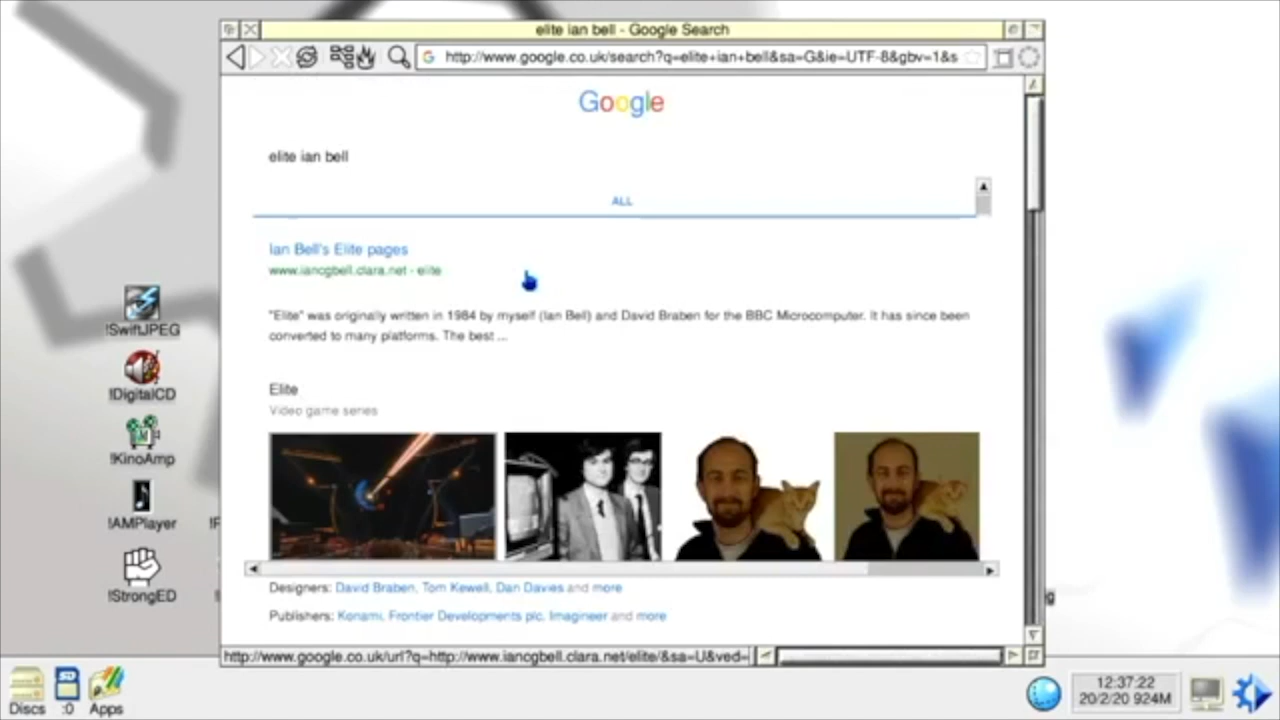 elite ian bell - Google Search
http://www.google.co.uk/search?q=elite+ian+bell&sa=G&ie=UTF-8&gbv=1&s
Google
elite ian bell
ALL
Ian Bell's Elite pages
www.iancgbell.clara.net › elite
"Elite" was originally written in 1984 by myself (Ian Bell) and David Braben for the BBC Microcomputer. It has since been
converted to many platforms. The best ...
Elite
Video game series
Designers: David Braben, Tom Kewell, Dan Davies and more
Publishers: Konami, Frontier Developments plc, Imagineer and more
http://www.google.co.uk/url?q=http://www.iancgbell.clara.net/elite/&sa=U&ved=
!SwiftJPEG
!DigitalCD
!KinoAmp
!AMPlayer
!StrongED
Discs
:0
Apps
12:37:22
20/2/20 924M